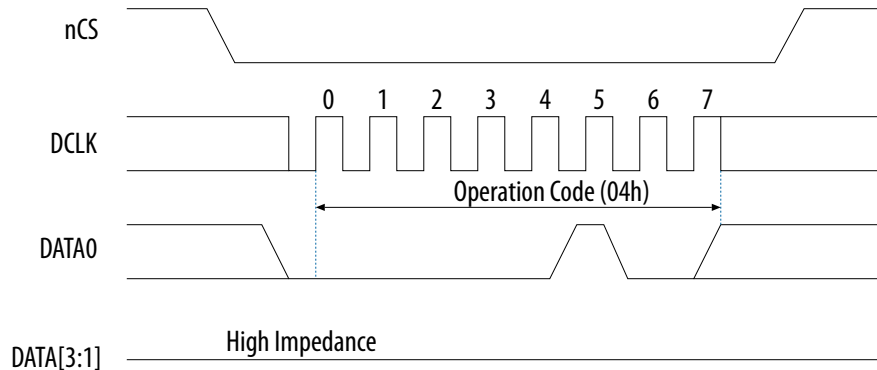 nCS
0 1 2 3 4 5 6 7
DCLK
Operation Code (04h)
DATA0
High Impedance
DATA[3:1]